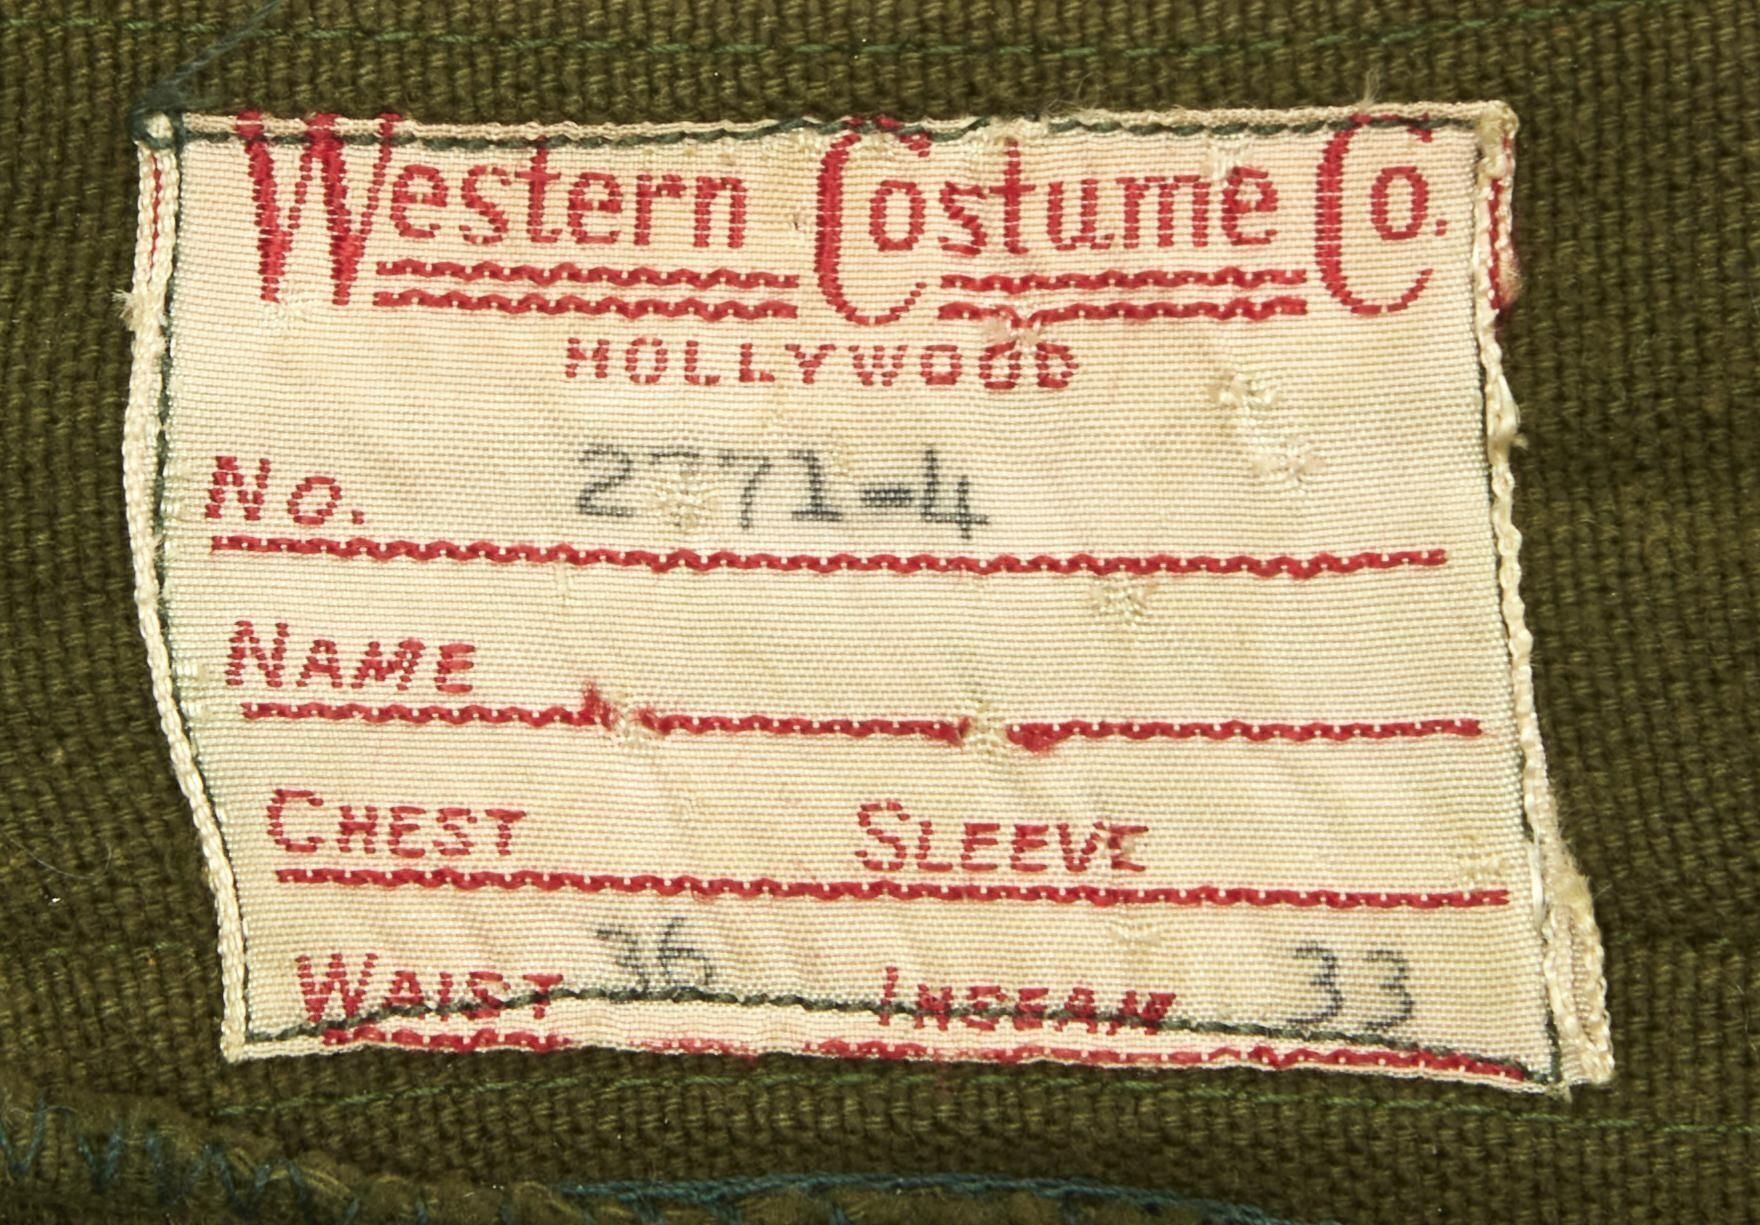 Western Costume Co.
HOLLYWOOD
No. 2771-4
NAME
CHEST SLEEVE
WAIST 36 INSEAM 33